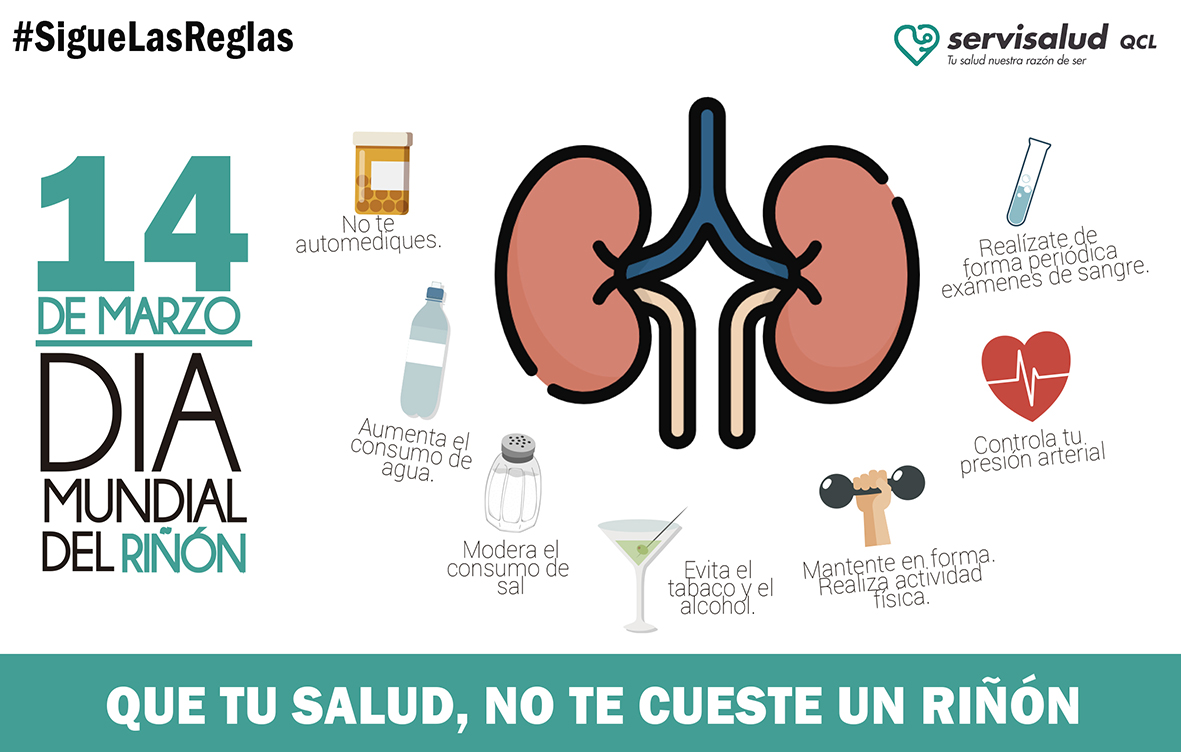 #SigueLasReglas
servisalud QCL
Tu salud nuestra razón de ser
14
DE MARZO
DIA
MUNDIAL
DEL RIÑÓN
No te
automediques.
Aumenta el
consumo de
agua.
Modera el
consumo de
sal
Evita el
tabaco y el
alcohol.
Mantente en forma.
Realiza actividad
física.
Controla tu
presión arterial
Realízate de
forma periódica
exámenes de sangre.
QUE TU SALUD, NO TE CUESTE UN RIÑÓN